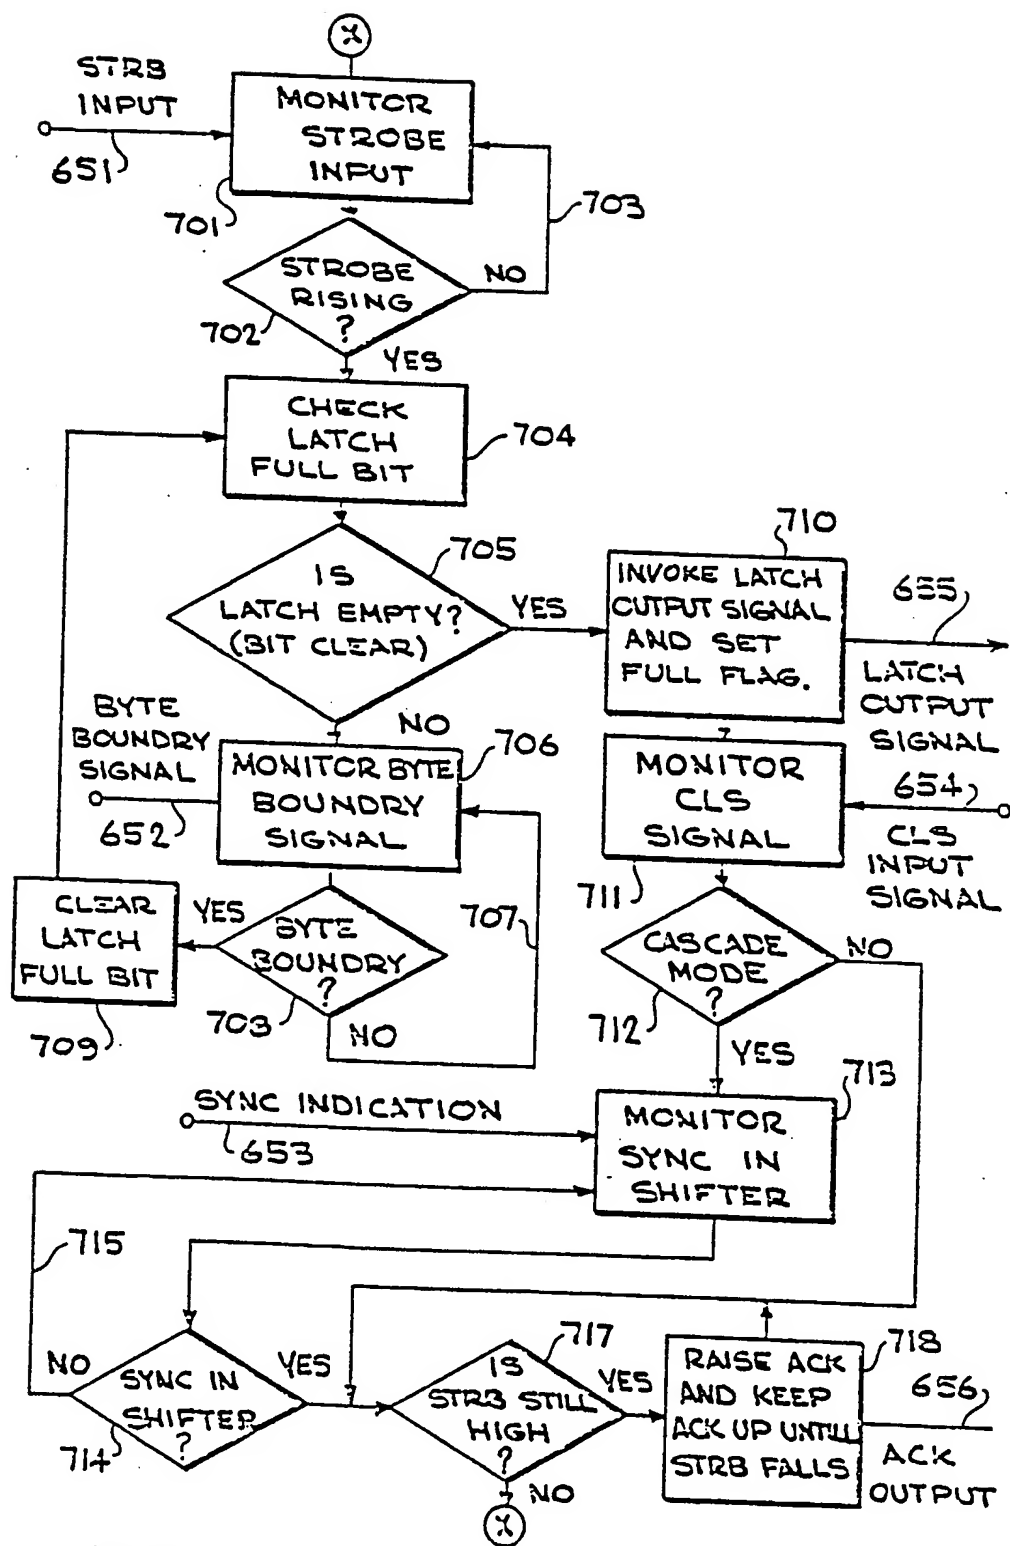 X
STRB
INPUT
651
MONITOR
STROBE
INPUT
701
703
STROBE
RISING
?
NO
702
YES
CHECK
LATCH
FULL BIT
704
IS
LATCH EMPTY?
(BIT CLEAR)
705
YES
NO
710
INVOKE LATCH
OUTPUT SIGNAL
AND SET
FULL FLAG.
655
LATCH
OUTPUT
SIGNAL
BYTE
BOUNDRY
SIGNAL
652
MONITOR BYTE
BOUNDRY
SIGNAL
706
MONITOR
CLS
SIGNAL
711
654
CLS
INPUT
SIGNAL
CLEAR
LATCH
FULL BIT
709
YES
BYTE
BOUNDRY
?
703
NO
707
CASCADE
MODE
?
712
NO
YES
713
SYNC INDICATION
653
MONITOR
SYNC IN
SHIFTER
715
NO
SYNC IN
SHIFTER
?
714
YES
717
IS
STRB STILL
HIGH
?
YES
NO
X
718
RAISE ACK
AND KEEP
ACK UP UNTILL
STRB FALLS
656
ACK
OUTPUT